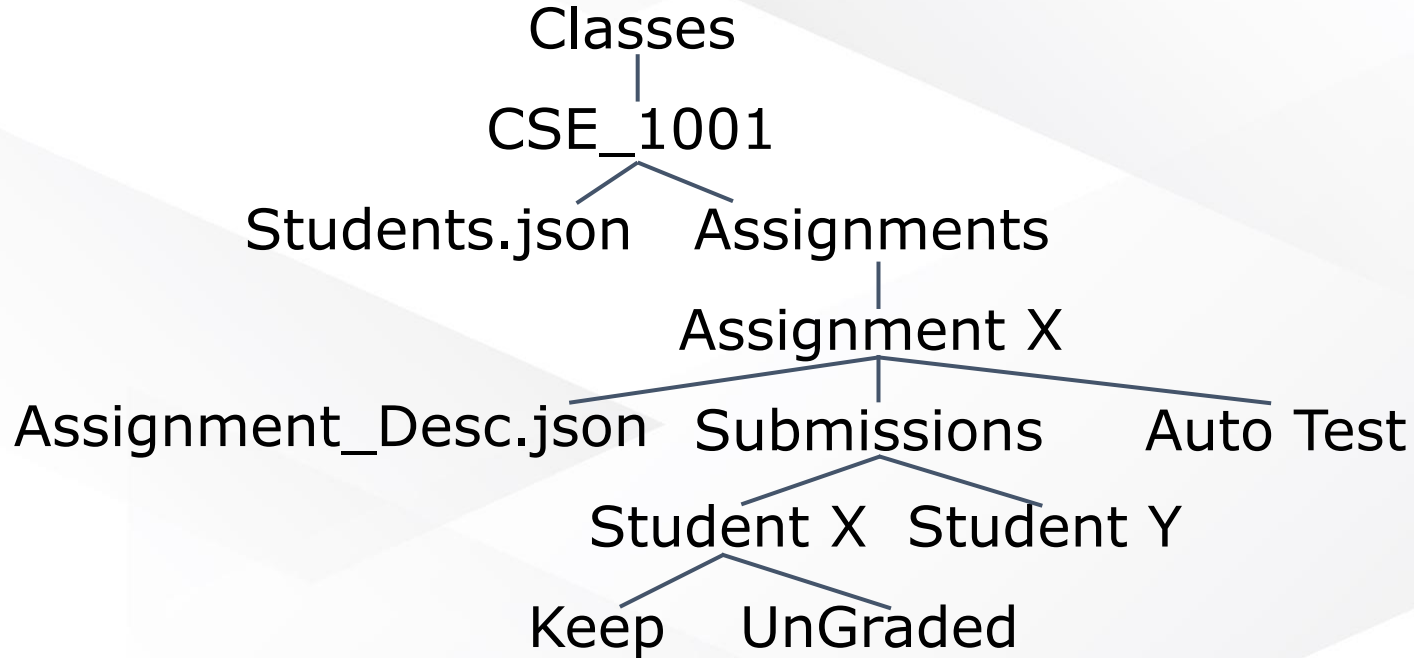 Classes
CSE_1001
Students.json Assignments
Assignment X
Assignment_Desc.json Submissions Auto Test
Student X Student Y
Keep UnGraded